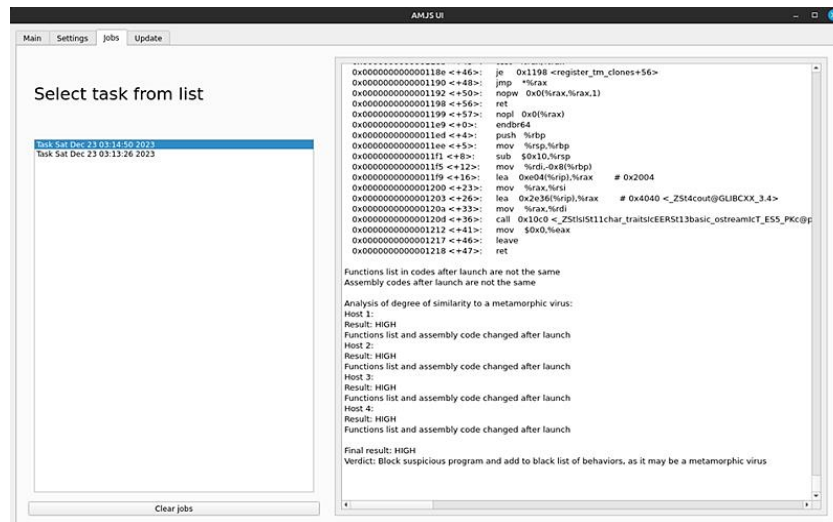 AMJS UI
Main Settings Jobs Update
Select task from list
Task Sat Dec 23 03:14:50 2023
Task Sat Dec 23 03:13:26 2023
Clear jobs
0x000000000000118e <+46>: je 0x1198 <register_tm_clones+56>
0x0000000000001190 <+48>: jmp *%rax
0x0000000000001192 <+50>: nopw 0x0(%rax,%rax,1)
0x0000000000001198 <+56>: ret
0x0000000000001199 <+57>: nopl 0x0(%rax)
0x00000000000011e9 <+0>: endbr64
0x00000000000011ed <+4>: push %rbp
0x00000000000011ee <+5>: mov %rsp,%rbp
0x00000000000011f1 <+8>: sub $0x10,%rsp
0x00000000000011f5 <+12>: mov %rdi,-0x8(%rbp)
0x00000000000011f9 <+16>: lea 0xe04(%rip),%rax # 0x2004
0x0000000000001200 <+23>: mov %rax,%rsi
0x0000000000001203 <+26>: lea 0x2e36(%rip),%rax # 0x4040 <_ZSt4cout@GLIBCXX_3.4>
0x000000000000120a <+33>: mov %rax,%rdi
0x000000000000120d <+36>: call 0x10c0 <_ZStlsISt11char_traitsIcEERSt13basic_ostreamIcT_ES5_PKc@p
0x0000000000001212 <+41>: mov $0x0,%eax
0x0000000000001217 <+46>: leave
0x0000000000001218 <+47>: ret
Functions list in codes after launch are not the same
Assembly codes after launch are not the same
Analysis of degree of similarity to a metamorphic virus:
Host 1:
Result: HIGH
Functions list and assembly code changed after launch
Host 2:
Result: HIGH
Functions list and assembly code changed after launch
Host 3:
Result: HIGH
Functions list and assembly code changed after launch
Host 4:
Result: HIGH
Functions list and assembly code changed after launch
Final result: HIGH
Verdict: Block suspicious program and add to black list of behaviors, as it may be a metamorphic virus